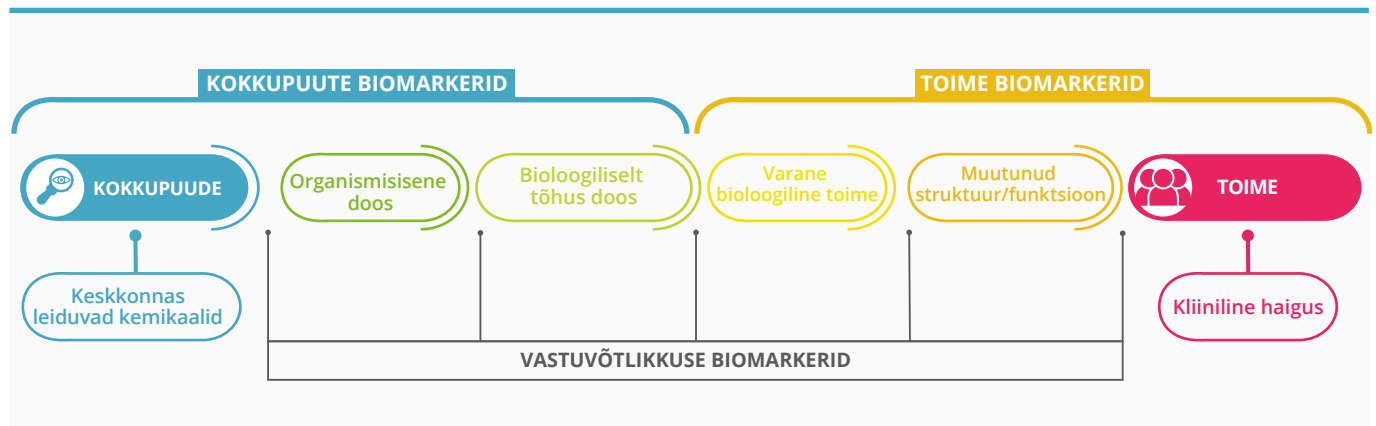 KOKKUPUUTE BIOMARKERID
TOIME BIOMARKERID
KOKKUPUUDE
Organismisisene
doos
Bioloogiliselt
tõhus doos
Varane
bioloogiline toime
Muutunud
struktuur/funktsioon
TOIME
Keskkonnas
leiduvad kemikaalid
Kliiniline haigus
VASTUVÕTLIKKUSE BIOMARKERID